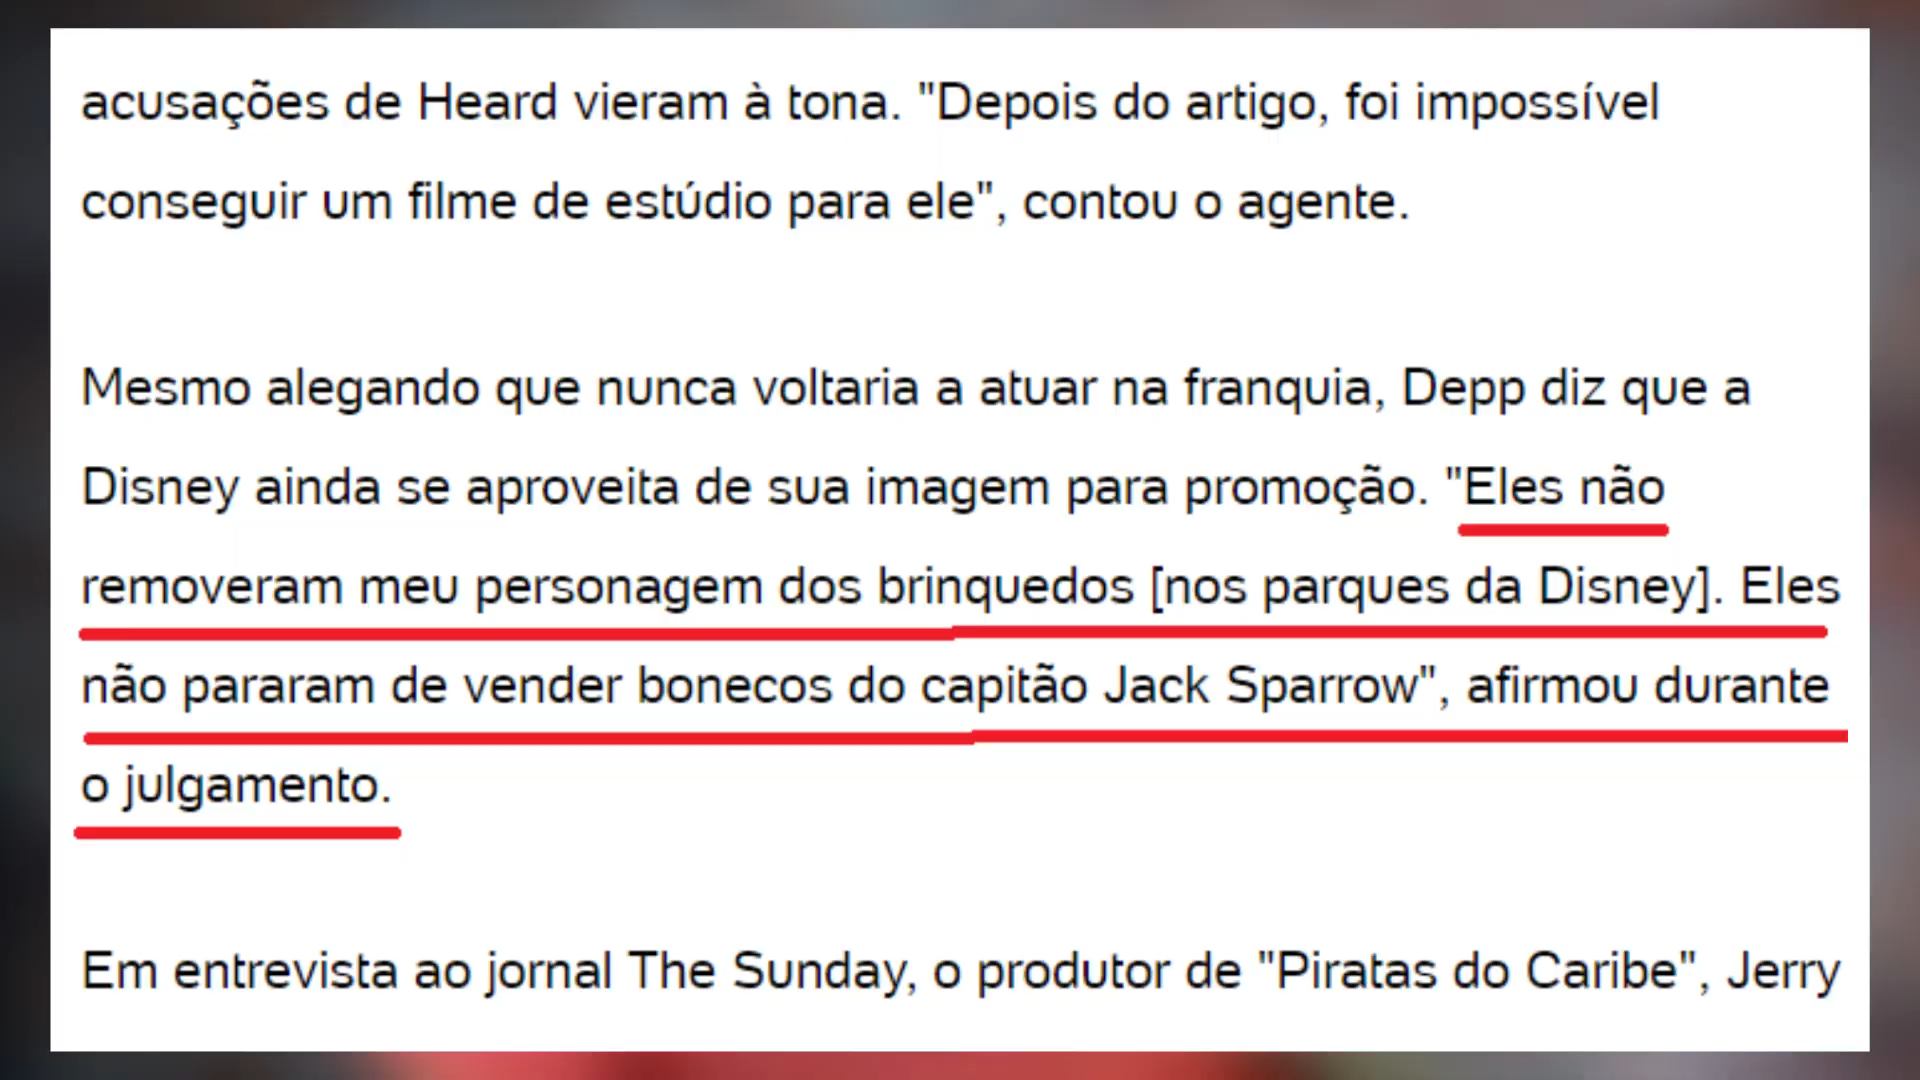 acusações de Heard vieram à tona. "Depois do artigo, foi impossível
conseguir um filme de estúdio para ele", contou o agente.
Mesmo alegando que nunca voltaria a atuar na franquia, Depp diz que a
Disney ainda se aproveita de sua imagem para promoção. "Eles não
removeram meu personagem dos brinquedos [nos parques da Disney]. Eles
não pararam de vender bonecos do capitão Jack Sparrow", afirmou durante
o julgamento.
Em entrevista ao jornal The Sunday, o produtor de "Piratas do Caribe", Jerry